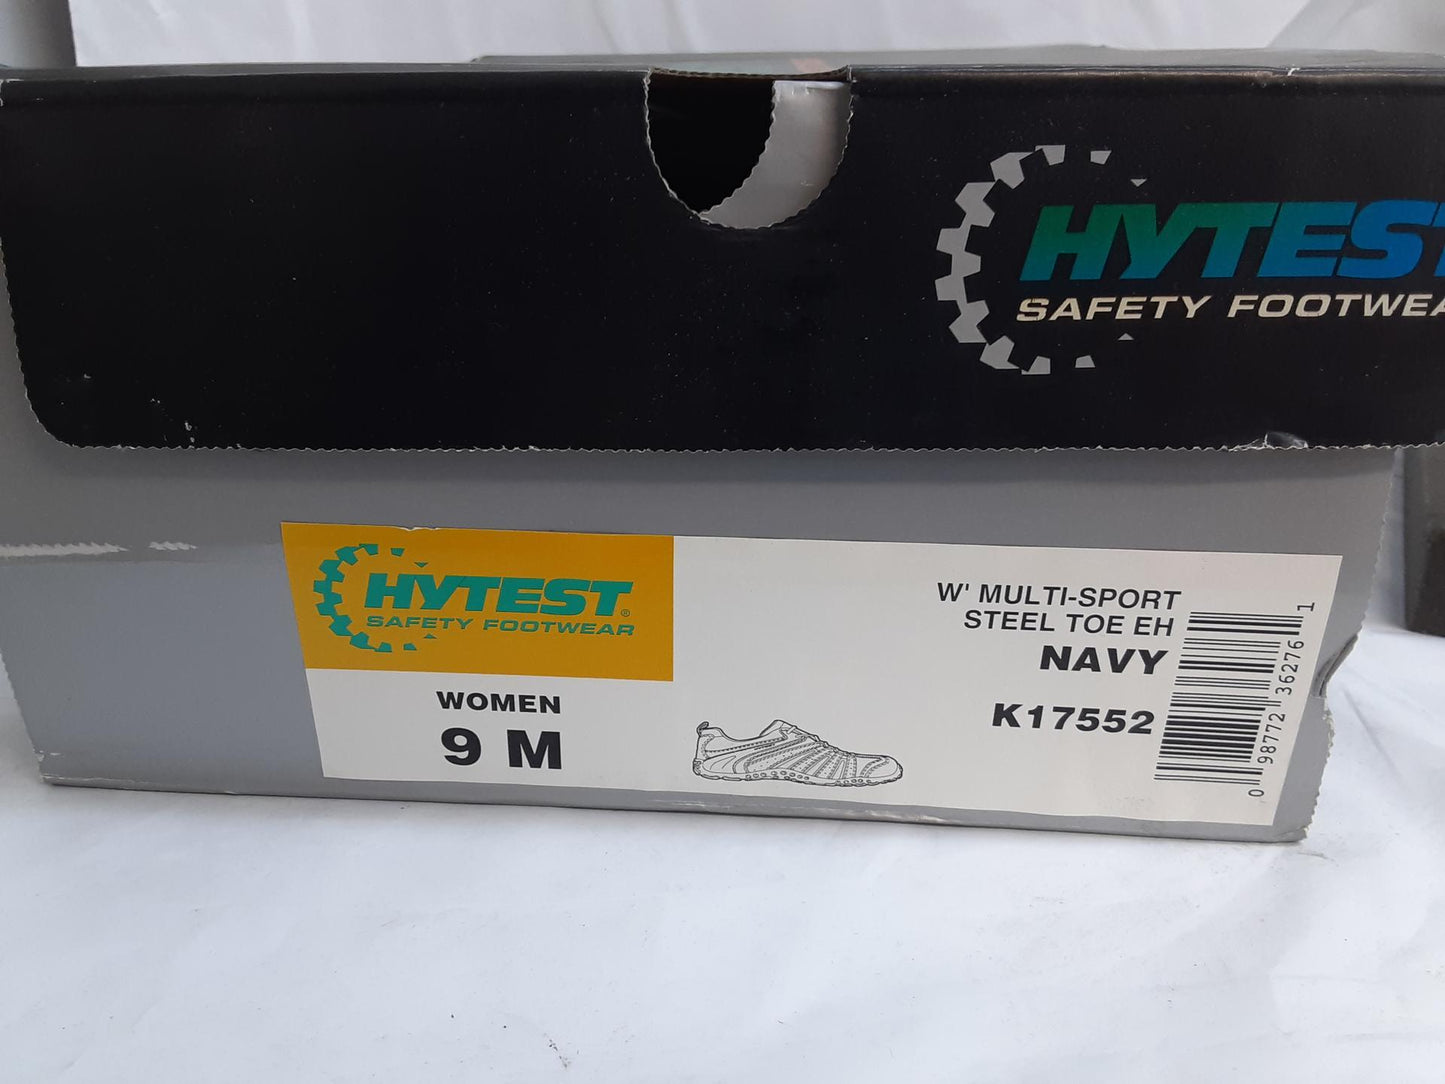 HYTEST
SAFETY FOOTWEA
HYTEST®
SAFETY FOOTWEAR
WOMEN
9 M
W' MULTI-SPORT
STEEL TOE EH
NAVY
K17552
0 98772 36276 1